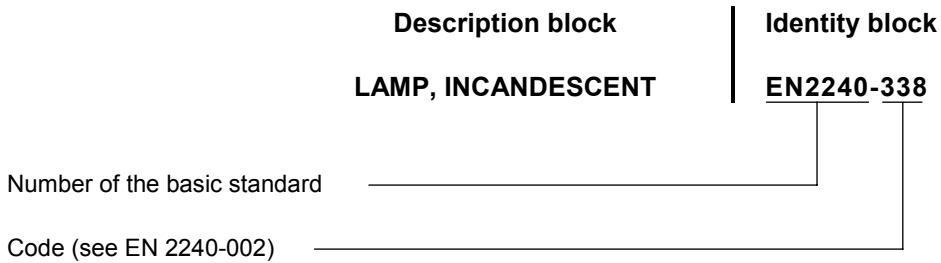 Description block Identity block
LAMP, INCANDESCENT EN2240-338
Number of the basic standard
Code (see EN 2240-002)